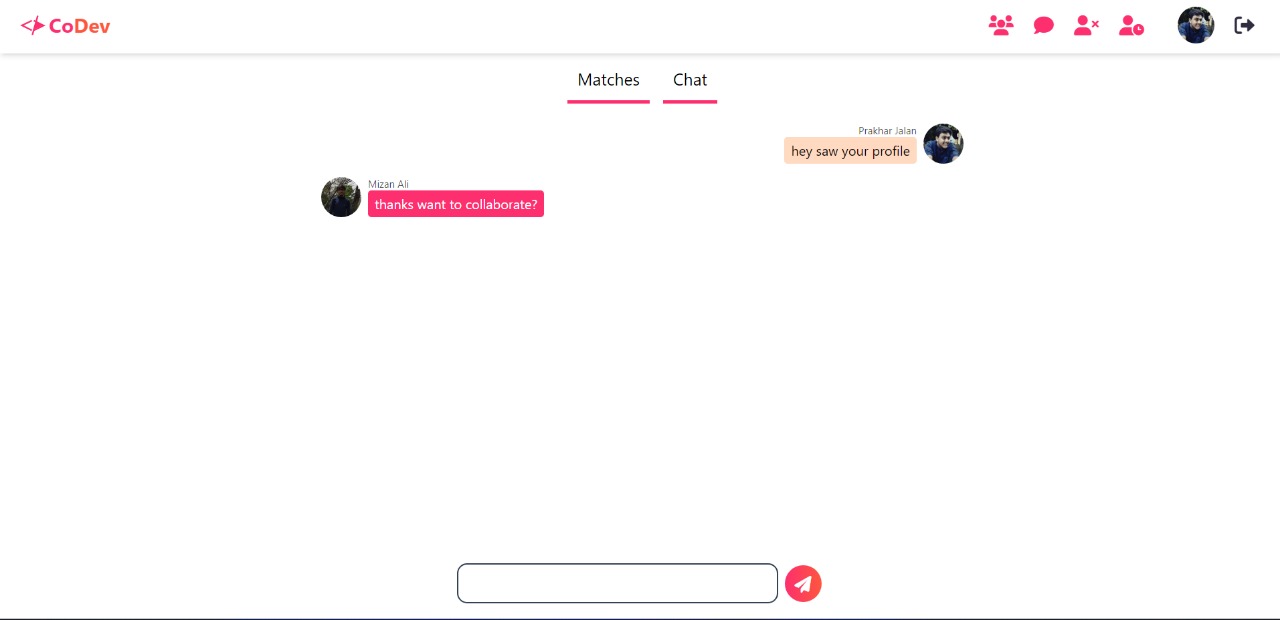 CoDev
Matches
Chat
Prakhar Jalan
hey saw your profile
Mizan Ali
thanks want to collaborate?